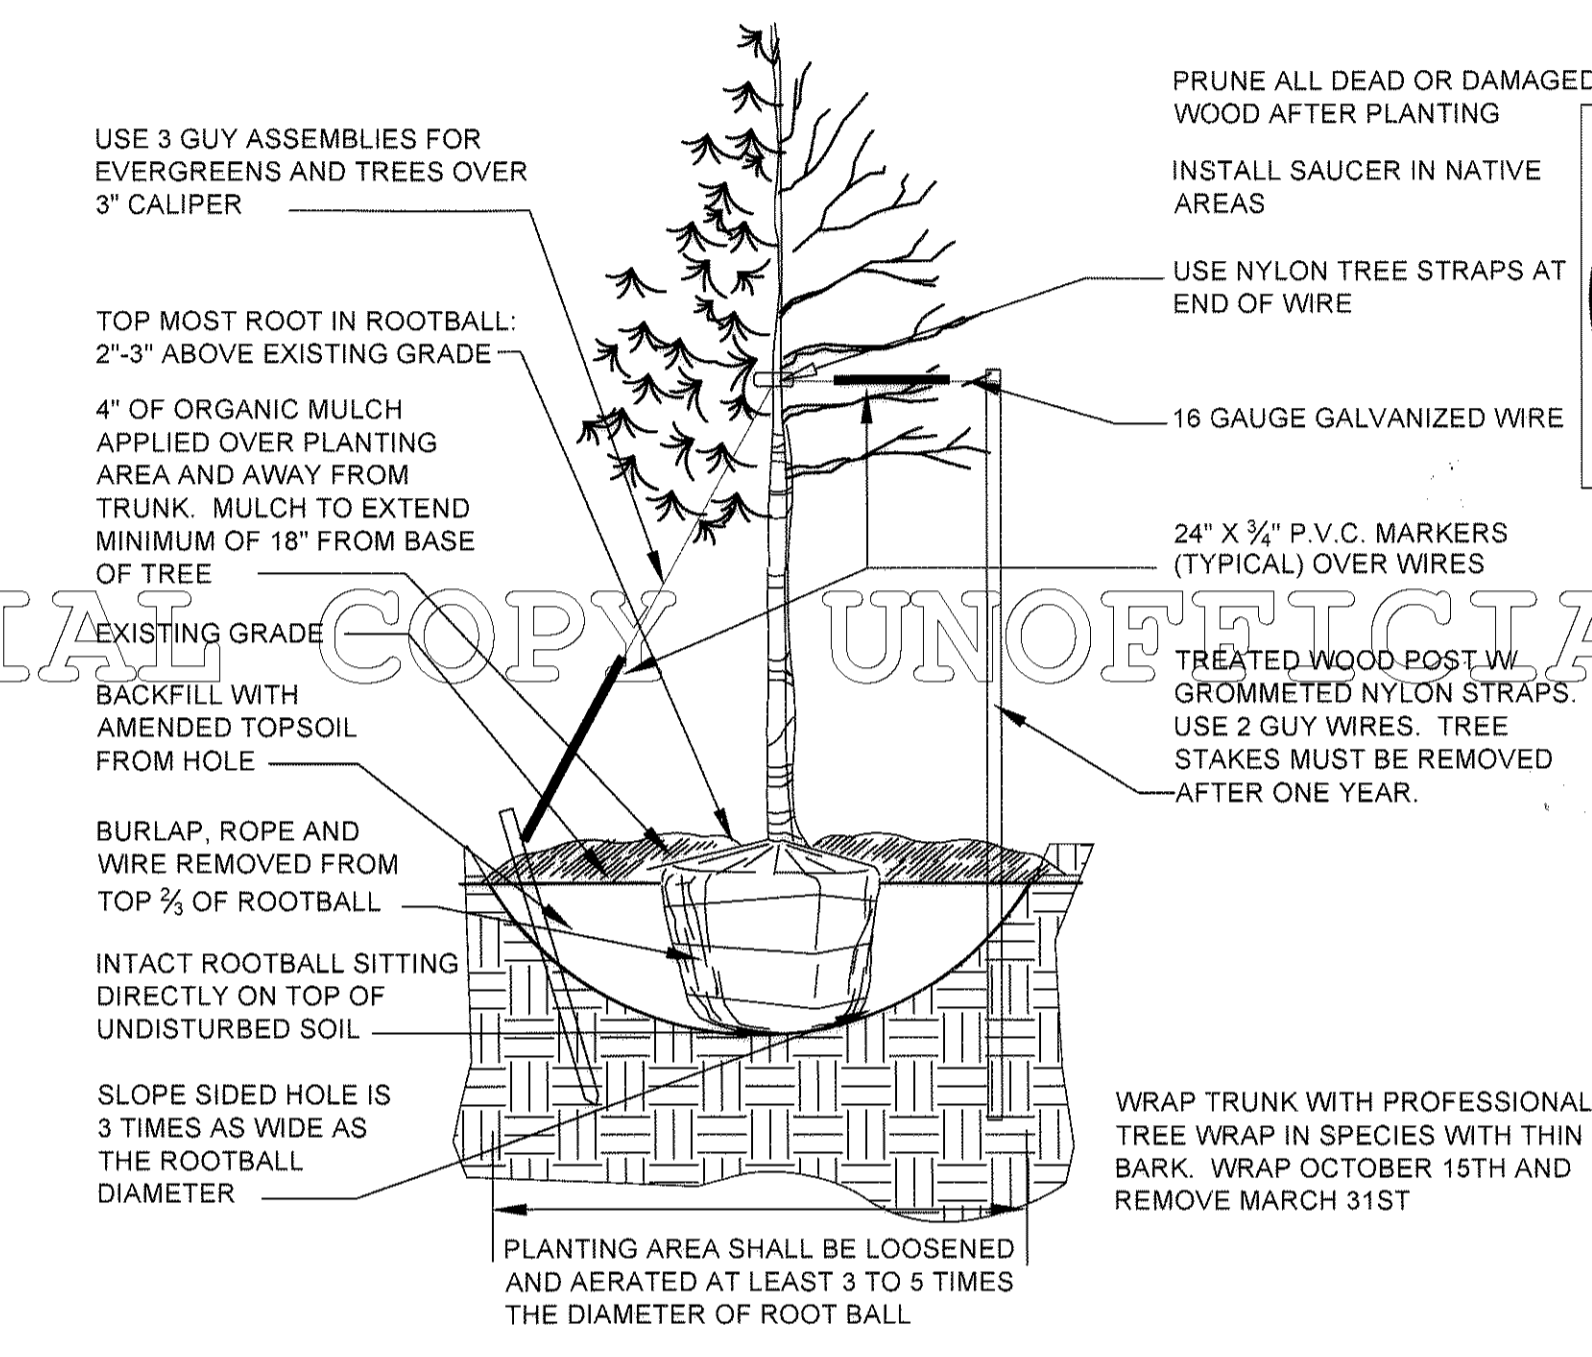 USE 3 GUY ASSEMBLIES FOR
EVERGREENS AND TREES OVER
3" CALIPER
TOP MOST ROOT IN ROOTBALL:
2"-3" ABOVE EXISTING GRADE
4" OF ORGANIC MULCH
APPLIED OVER PLANTING
AREA AND AWAY FROM
TRUNK. MULCH TO EXTEND
MINIMUM OF 18" FROM BASE
OF TREE
EXISTING GRADE
BACKFILL WITH
AMENDED TOPSOIL
FROM HOLE
BURLAP, ROPE AND
WIRE REMOVED FROM
TOP ⅔ OF ROOTBALL
INTACT ROOTBALL SITTING
DIRECTLY ON TOP OF
UNDISTURBED SOIL
SLOPE SIDED HOLE IS
3 TIMES AS WIDE AS
THE ROOTBALL
DIAMETER
PRUNE ALL DEAD OR DAMAGED
WOOD AFTER PLANTING
INSTALL SAUCER IN NATIVE
AREAS
USE NYLON TREE STRAPS AT
END OF WIRE
16 GAUGE GALVANIZED WIRE
24" X ¾" P.V.C. MARKERS
(TYPICAL) OVER WIRES
TREATED WOOD POST W/
GROMMETED NYLON STRAPS.
USE 2 GUY WIRES. TREE
STAKES MUST BE REMOVED
AFTER ONE YEAR.
WRAP TRUNK WITH PROFESSIONAL
TREE WRAP IN SPECIES WITH THIN
BARK. WRAP OCTOBER 15TH AND
REMOVE MARCH 31ST
PLANTING AREA SHALL BE LOOSENED
AND AERATED AT LEAST 3 TO 5 TIMES
THE DIAMETER OF ROOT BALL
IAL COPY UNOFFICIA